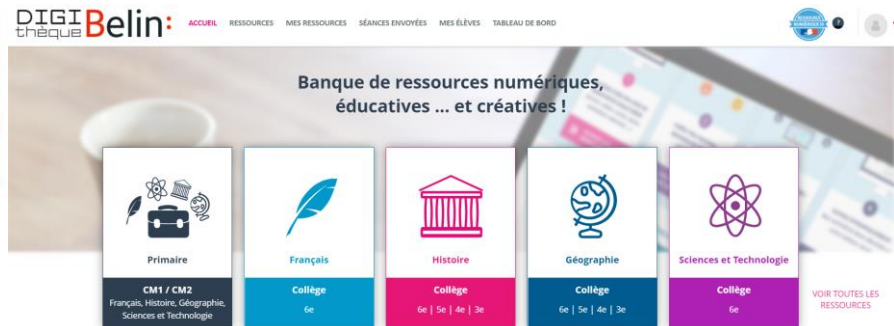 DIGI
thèque Belin:
ACCUEIL RESSOURCES MES RESSOURCES SÉANCES ENVOYÉES MES ÉLÈVES TABLEAU DE BORD
?
Banque de ressources numériques,
éducatives ... et créatives !
Primaire
CM1 / CM2
Français, Histoire, Géographie,
Sciences et Technologie
Français
Collège
6e
Histoire
Collège
6e | 5e | 4e | 3e
Géographie
Collège
6e | 5e | 4e | 3e
Sciences et Technologie
Collège
6e
VOIR TOUTES LES
RESSOURCES